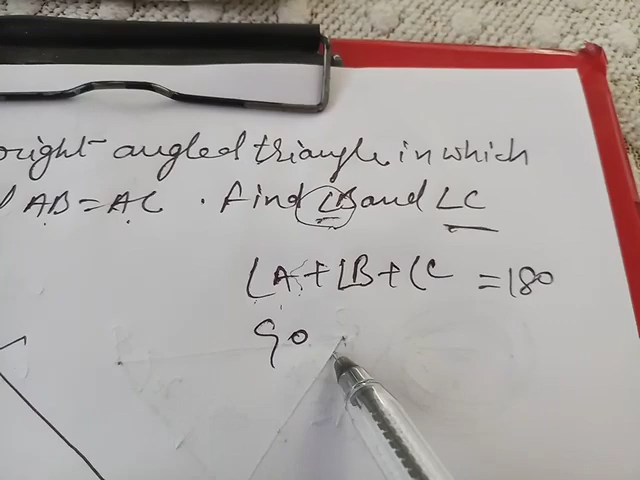 right angled triangle in which
AB = AC . find ∠B and ∠C
∠A + ∠B + ∠C = 180
90